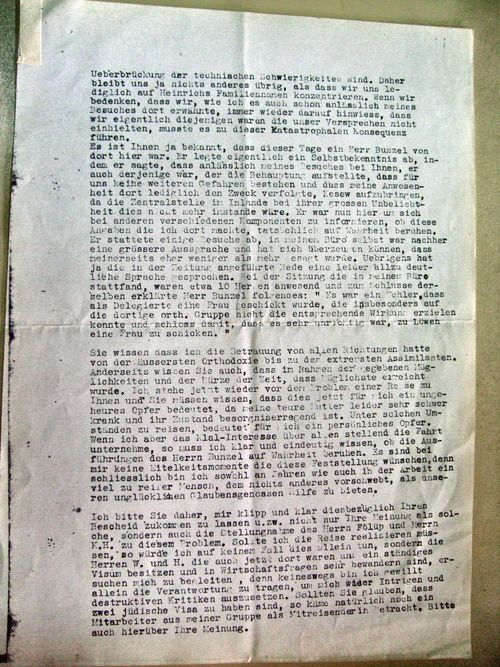 Ueberbrückung der technischen Schwierigkeiten sind. Daher
bleibt uns ja nichts anderes übrig, als dass wir uns le-
diglich auf Heinrichs Familiennamen konzentrieren. Wenn wir
bedenken, dass wir, wie ich es auch schon anlässlich meines
Besuches dort erwähnte, immer wieder darauf hinwiess, dass
wir eigentlich diejenigen waren die unser Versprechen nicht
einhielten, musste es zu dieser Katastrophalen Konsequenz
führen.
Es ist Ihnen ja bekannt, dass dieser Tage ein Herr Bunzel von
dort hier war. Er legte eigentlich ein Selbstbekenntnis ab, in-
dem er sagte, dass anlässlich meines Besuches bei Ihnen, er
auch derjenige war, der die Behauptung aufstellte, dass für
uns keine weiteren Gefahren bestehen und dass meine Anwesen-
heit dort lediglich den Zweck verfolgte, Kesew aufzubringen,
da die Zentralstelle im Inlande bei ihrer grossen Unbeliebt-
heit dies nicht mehr imstande wäre. Er war nun hier um sich
bei anderen verschiedenen Komponenten zu informieren, ob diese
Angaben die ich dort machte, tatsächlich auf Wahrheit beruhen.
Er stattete einige Besuche ab, in meinem Büro selbst war nachher
eine grössere Aussprache und hat sich überzeugen können, dass
meinerseits eher weniger als mehr gesagt wurde. Uebrigens hat
ja die in der Zeitung angeführte Rede eine leider allzu deut-
liche Sprache gesprochen. Bei der Sitzung die in meinem Büro
stattfand, waren etwa 10 Herren anwesend und zum Schlusse der-
selben erklärte Herr Bunzel folgendes: " Es war ein Fehler, dass
als Delegierte eine Frau geschickt wurde, die insbesonders auf
die dortige orth. Gruppe nicht die entsprechende Wirkung erzielen
konnte und schloss damit, dass es sehr unrichtig war, zu Löwen
eine Frau zu schicken. "
Sie wissen dass ich die Betrauung von allen Richtungen hatte
von der äussersten Orthodoxie bis zu den extremsten Assimilanten.
Anderseits wissen Sie auch, dass im Rahmen der gegebenen Mög-
lichkeiten und der Kürze der Zeit, dass Möglichste erreicht
wurde. Ich stehe jetzt wieder vor dem Problem einer Reise zu
Ihnen und Sie müssen wissen, dass dies jetzt für mich ein unge-
heures Opfer bedeutet, da meine teure Mutter leider sehr schwer
krank und ihr Zustand besorgniserregend ist. Unter solchen Um-
ständen zu reisen, bedeutet für mich ein persönliches Opfer.
Wenn ich aber das Klal-Interesse über alles stellend die Fahrt
unternehme, so muss ich klar und eindeutig wissen, ob die Aus-
führungen des Herrn Bunzel auf Wahrheit beruhen. Es sind bei
mir keine Eitelkeitsmomente die diese Feststellung wünschen, denn
schliesslich bin ich sowohl an Jahren wie auch in der Arbeit ein
viel zu reifer Mensch, dem nichts anderes vorschwebt, als unse-
ren unglücklichen Glaubensgenossen Hilfe zu bieten.
Ich bitte Sie daher, mir klipp und klar diesbezüglich Ihren
Bescheid zukommen zu lassen u.zw. nicht nur Ihre Meinung als sol-
che, sondern auch die Stellungnahme des Herrn Fülöp und Herrn
K.H. zu diesem Problem. Sollte ich die Reise realizieren müs-
sen, so würde ich auf keinem Fall dies allein tun, sondern die
Herren W. und H. die auch jetzt dort waren und ein ständiges
Visum besitzen und in Wirtschaftsfragen sehr bewandert sind, er-
suchen mich zu begleiten , denn keineswegs bin ich gewillt
allein die Verantwortung zu tragen, um mich wider Intrigen und
destruktiven Kritiken auszusetzen. Sollten Sie glauben, dass
zwei jüdische Visa zu haben sind, so käme natürlich noch ein
Mitarbeiter aus meiner Gruppe als Mitreisender in Betracht. Bitte
auch hierüber Ihre Meinung.